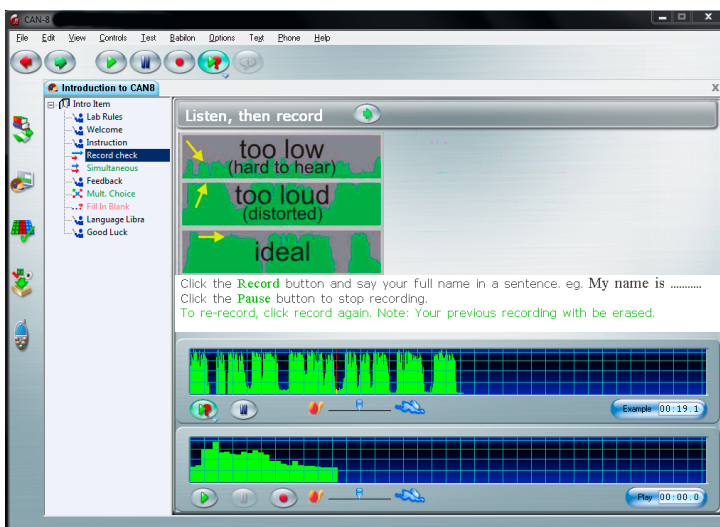 CAN-8
File Edit View Controls Test Babilon Options Text Phone Help
Introduction to CAN8
X
Intro Item
Lab Rules
Welcome
Instruction
Record check
Simultaneous
Feedback
Mult. Choice
Fill In Blank
Language Libra
Good Luck
Listen, then record
too low
(hard to hear)
too loud
(distorted)
ideal
Click the Record button and say your full name in a sentence. eg. My name is ...........
Click the Pause button to stop recording.
To re-record, click record again. Note: Your previous recording with be erased.
Example 00:19.1
Play 00:00.0